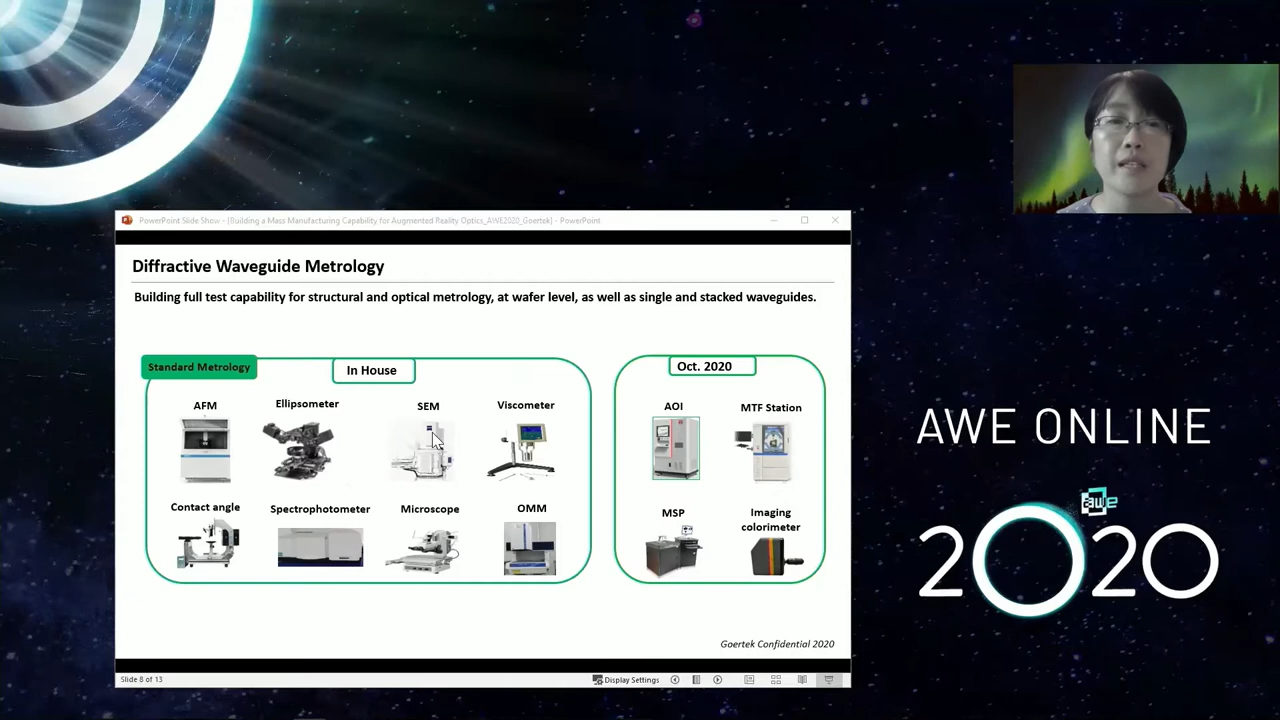 PowerPoint Slide Show - [Building a Mass Manufacturing Capability for Augmented Reality Optics_AWE2020_Goertek] - PowerPoint
Diffractive Waveguide Metrology
Building full test capability for structural and optical metrology, at wafer level, as well as single and stacked waveguides.
Standard Metrology
In House
AFM
Ellipsometer
SEM
Viscometer
Contact angle
Spectrophotometer
Microscope
OMM
Oct. 2020
AOI
MTF Station
MSP
Imaging
colorimeter
Goertek Confidential 2020
Slide 8 of 13
Display Settings
AWE ONLINE
awe
2020